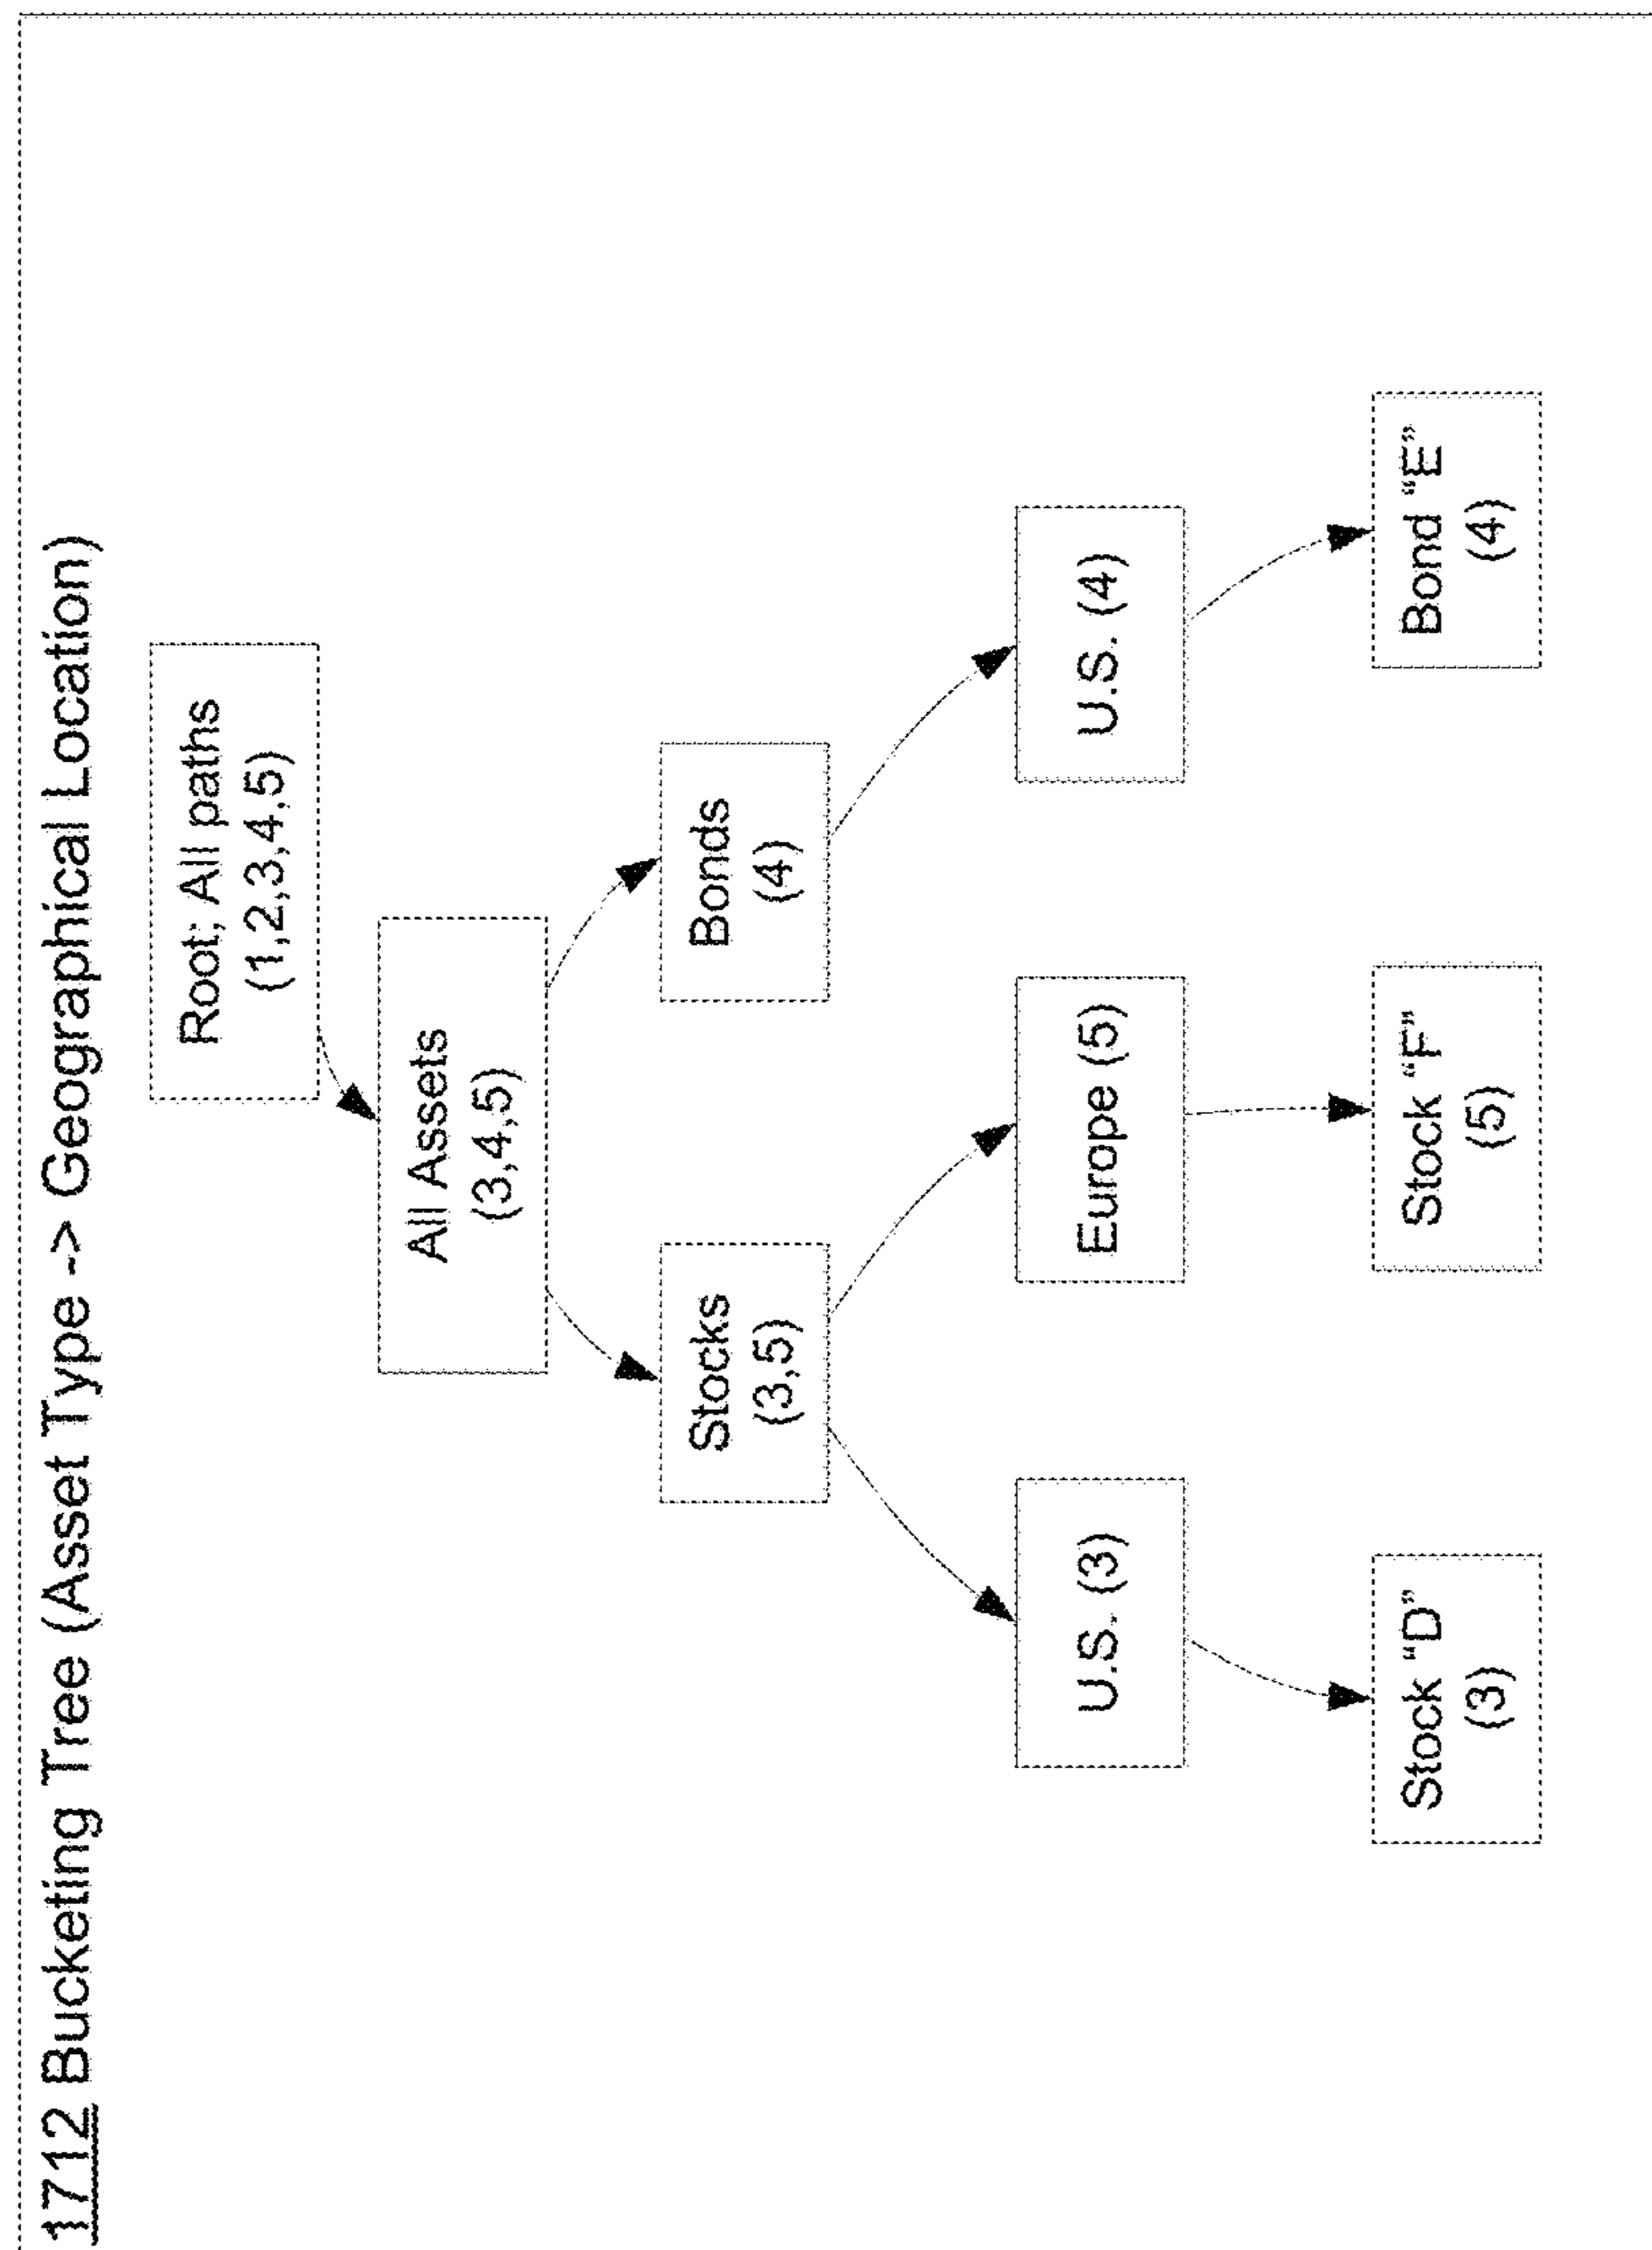 1712 Bucketing Tree (Asset Type -> Geographical Location)
Root; All paths
(1,2,3,4,5)
All Assets
(3,4,5)
Stocks
(3,5)
Bonds
(4)
U.S. (3)
Europe (5)
U.S. (4)
Stock “D”
(3)
Stock “F”
(5)
Bond “E”
(4)